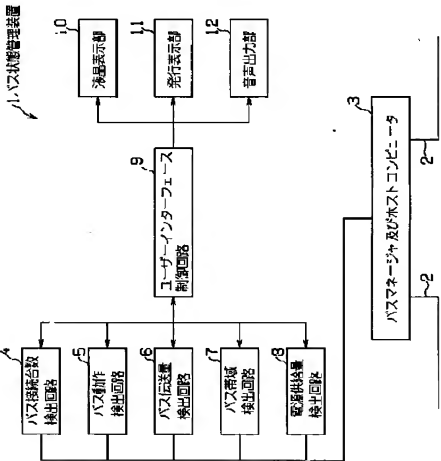 1 バス状態管理装置
10
液晶表示部
11
発行表示部
12
音声出力部
9
ユーザーインターフェース
制御回路
4
バス接続台数
検出回路
5
バス動作
検出回路
6
バス伝送量
検出回路
7
バス帯域
検出回路
8
電源供給量
検出回路
3
バスマネージャ及びホストコンピュータ
2
2